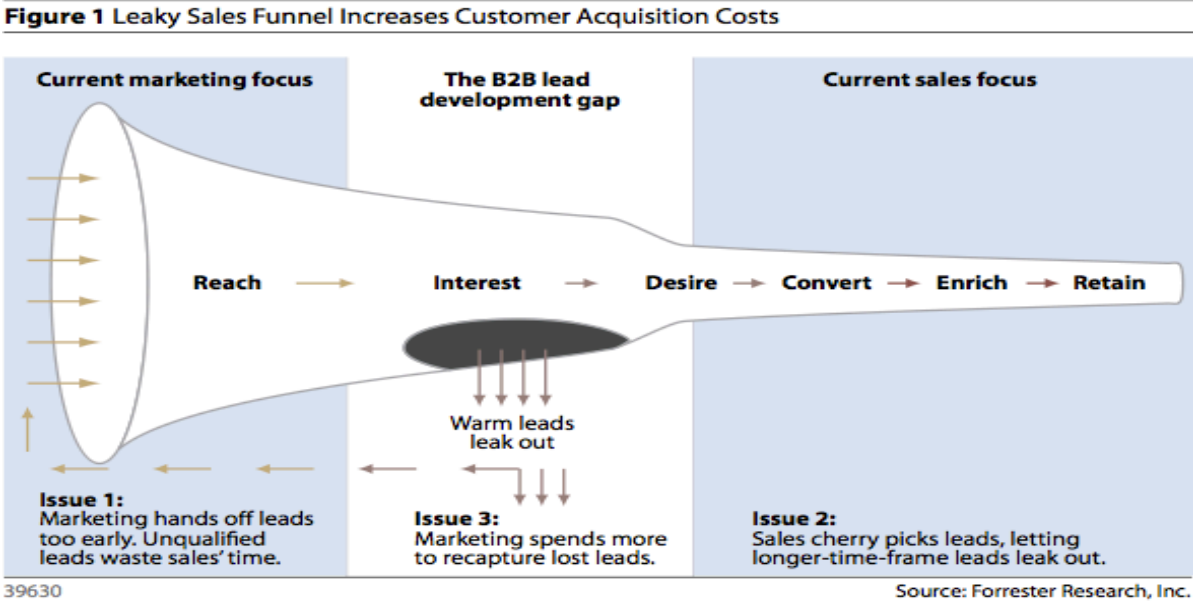 Figure 1 Leaky Sales Funnel Increases Customer Acquisition Costs
Current marketing focus
The B2B lead
development gap
Current sales focus
Reach
Interest
Desire
Convert
Enrich
Retain
Warm leads
leak out
Issue 1:
Marketing hands off leads
too early. Unqualified
leads waste sales’ time.
Issue 3:
Marketing spends more
to recapture lost leads.
Issue 2:
Sales cherry picks leads, letting
longer-time-frame leads leak out.
39630
Source: Forrester Research, Inc.